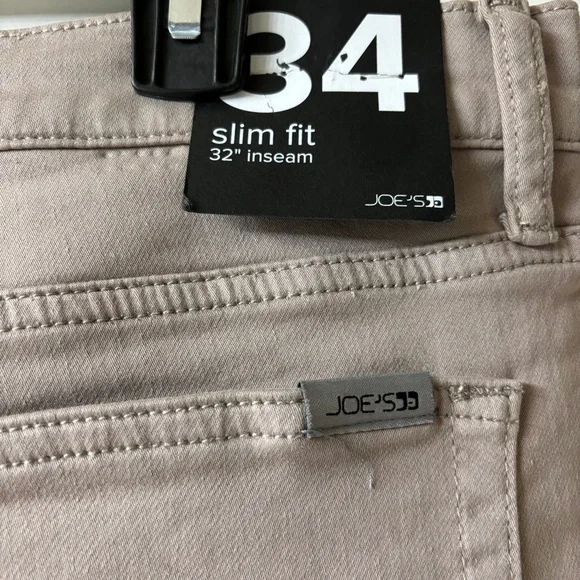 34
slim fit
32" inseam
JOE'S
JOE'S